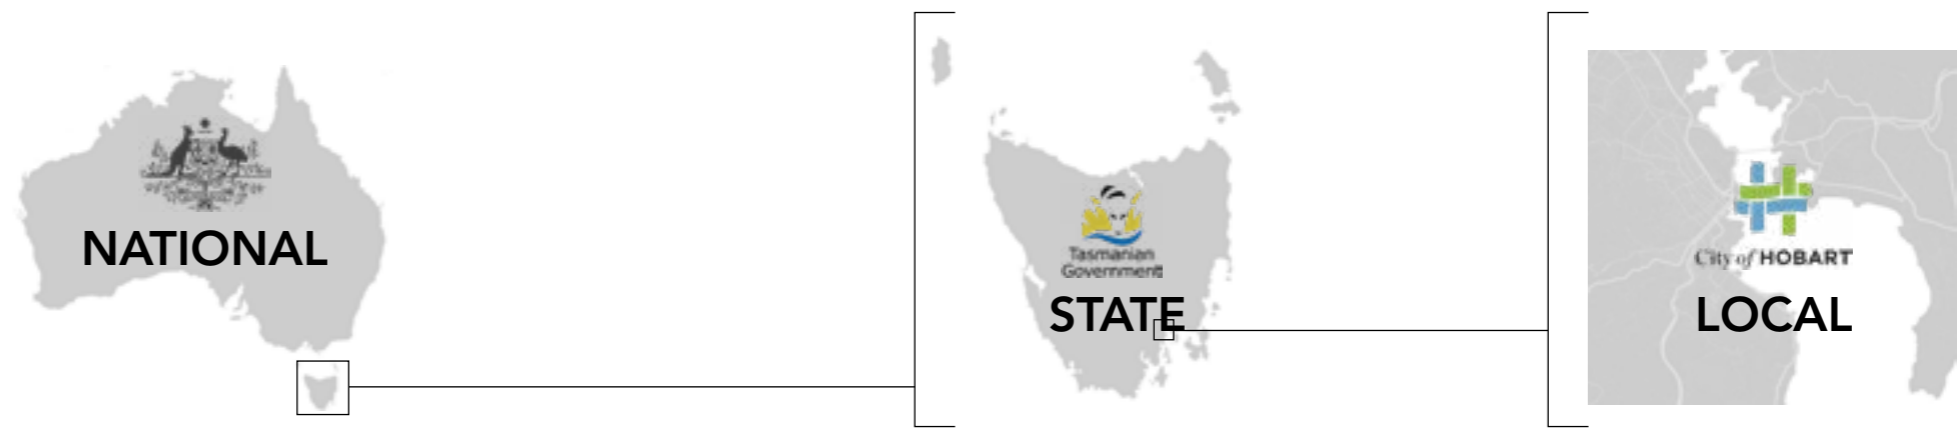 NATIONAL
Tasmanian
Government
STATE
City of HOBART
LOCAL